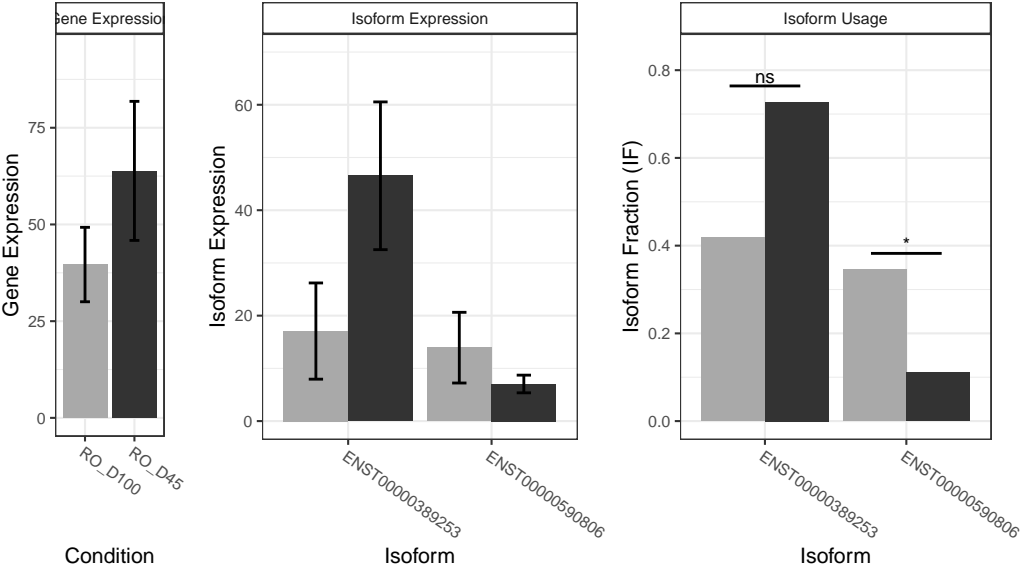 Gene Expression
Isoform Expression
Isoform Usage
Gene Expression
75
50
25
0
RO_D100
RO_D45
Condition
Isoform Expression
60
40
20
0
ENST00000389253
ENST00000590806
Isoform
Isoform Fraction (IF)
0.8
0.6
0.4
0.2
0.0
ns
*
ENST00000389253
ENST00000590806
Isoform